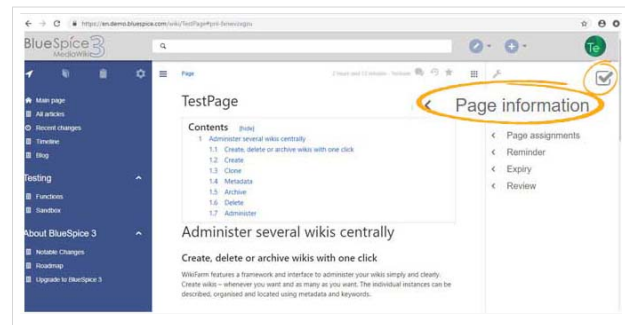 https://en.demo.bluespice.com/wiki/TestPage#
BlueSpice 3
MediaWiki
Te
Main page
All articles
Recent changes
Timeline
Blog
Testing
Functions
Sandbox
About BlueSpice 3
Notable Changes
Roadmap
Upgrade to BlueSpice 3
Page
TestPage
Contents [hide]
1 Administer several wikis centrally
1.1 Create, delete or archive wikis with one click
1.2 Create
1.3 Clone
1.4 Metadata
1.5 Archive
1.6 Delete
1.7 Administer
Administer several wikis centrally
Create, delete or archive wikis with one click
WikiFarm features a framework and interface to administer your wikis simply and clearly.
Create wikis – whenever you want and as many as you want. The individual instances can be
described, organised and located using metadata and keywords.
Page information
Page assignments
Reminder
Expiry
Review